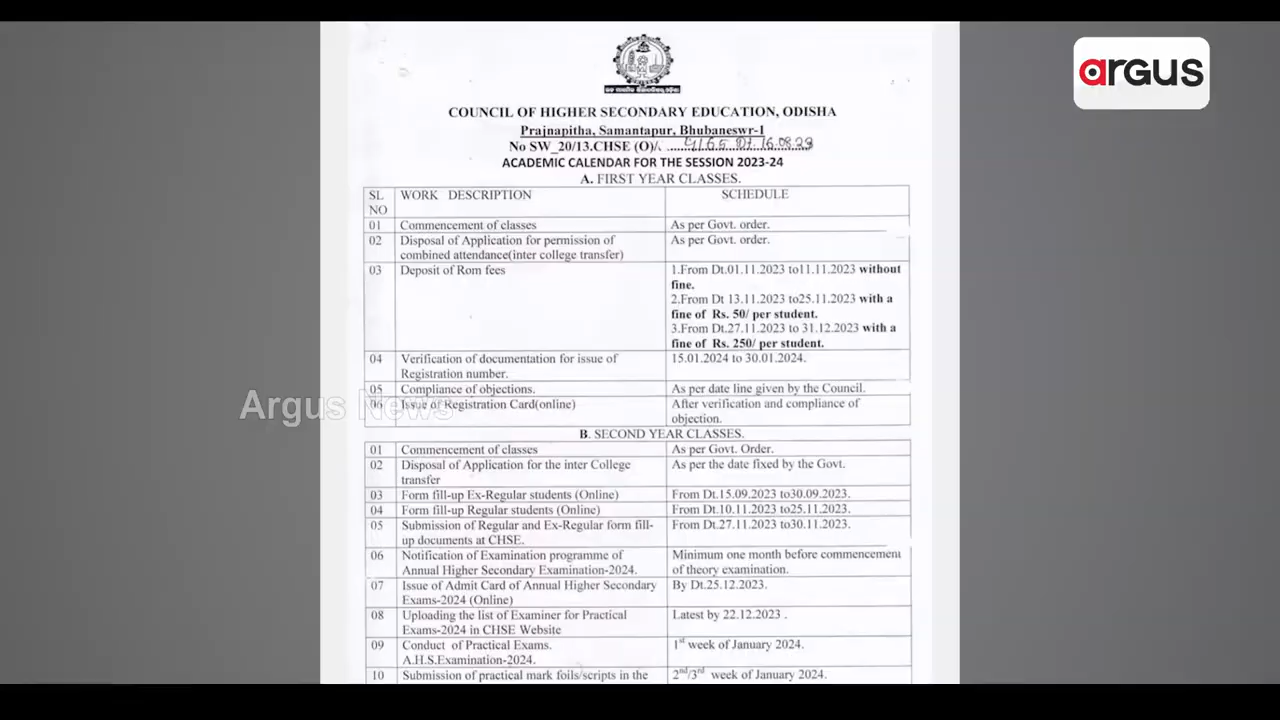 argus
COUNCIL OF HIGHER SECONDARY EDUCATION, ODISHA
Prajnapitha, Samantapur, Bhubaneswr-1
No SW_20/13.CHSE (O)/. 4165 Dt. 16.08.23
ACADEMIC CALENDAR FOR THE SESSION 2023-24
A. FIRST YEAR CLASSES.
SL NO WORK DESCRIPTION SCHEDULE
01 Commencement of classes As per Govt. order.
02 Disposal of Application for permission of As per Govt. order.
combined attendance(inter college transfer)
03 Deposit of Rom fees 1.From Dt.01.11.2023 to11.11.2023 without
fine.
2.From Dt 13.11.2023 to25.11.2023 with a
fine of Rs. 50/ per student.
3.From Dt.27.11.2023 to 31.12.2023 with a
fine of Rs. 250/ per student.
04 Verification of documentation for issue of 15.01.2024 to 30.01.2024.
Registration number.
05 Compliance of objections. As per date line given by the Council.
06 Issue of Registration Card(online) After verification and compliance of
objection.
Argus News
B. SECOND YEAR CLASSES.
01 Commencement of classes As per Govt. Order.
02 Disposal of Application for the inter College As per the date fixed by the Govt.
transfer
03 Form fill-up Ex-Regular students (Online) From Dt.15.09.2023 to30.09.2023.
04 Form fill-up Regular students (Online) From Dt.10.11.2023 to25.11.2023.
05 Submission of Regular and Ex-Regular form fill- From Dt.27.11.2023 to30.11.2023.
up documents at CHSE.
06 Notification of Examination programme of Minimum one month before commencement
Annual Higher Secondary Examination-2024. of theory examination.
07 Issue of Admit Card of Annual Higher Secondary By Dt.25.12.2023.
Exams-2024 (Online)
08 Uploading the list of Examiner for Practical Latest by 22.12.2023 .
Exams-2024 in CHSE Website
09 Conduct of Practical Exams. 1st week of January 2024.
A.H.S.Examination-2024.
10 Submission of practical mark foils/scripts in the 2nd/3rd week of January 2024.